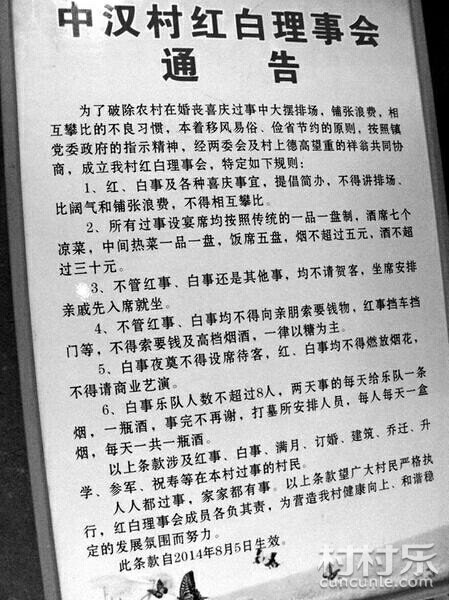 中汉村红白理事会
通 告
为了破除农村在婚丧喜庆过事中大摆排场，铺张浪费，相
互攀比的不良习惯，本着移风易俗、俭省节约的原则，按照镇
党委政府的指示精神，经两委会及村上德高望重的祥翁共同协
商，成立我村红白理事会，特定如下规则：
1、红、白事及各种喜庆事宜，提倡简办，不得讲排场、
比阔气和铺张浪费，不得相互攀比。
2、所有过事设宴席均按照传统的一品一盘制，酒席七个
凉菜，中间热菜一品一盘，饭席五盘，烟不超过五元，酒不超
过三十元。
3、不管红事、白事还是其他事，均不请贺客，坐席安排
亲戚先入席就坐。
4、不管红事、白事均不得向亲朋索要钱物，红事挡车挡
门等，不得索要钱及高档烟酒，一律以糖为主。
5、白事夜奠不得设席待客，红、白事均不得燃放烟花，
不得请商业艺演。
6、白事乐队人数不超过8人，两天事的每天给乐队一条
烟，一瓶酒，事完不再谢，打墓所安排人员，每人每天一盒
烟，每天一共一瓶酒。
以上条款涉及红事、白事、满月、订婚、建筑、乔迁、升
学、参军、祝寿等在本村过事的村民。
人人都过事，家家都有事。以上条款望广大村民严格执
行，红白理事会成员各负其责，为营造我村健康向上、和谐稳
定的发展氛围而努力。
此条款自2014年8月5日生效。
村村乐
cuncunle.com